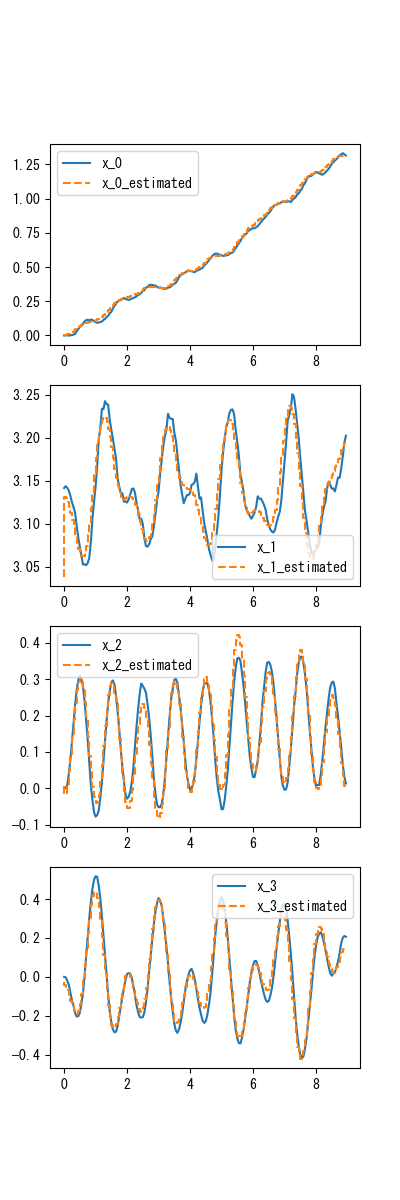 x_0
x_0_estimated
1.25
1.00
0.75
0.50
0.25
0.00
0 2 4 6 8
3.25
3.20
3.15
3.10
3.05
x_1
x_1_estimated
0 2 4 6 8
x_2
x_2_estimated
0.4
0.3
0.2
0.1
0.0
−0.1
0 2 4 6 8
x_3
x_3_estimated
0.4
0.2
0.0
−0.2
−0.4
0 2 4 6 8